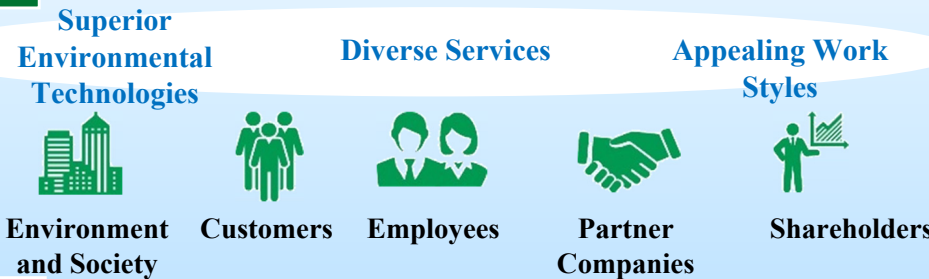 Superior
Environmental
Technologies
Diverse Services
Appealing Work
Styles
Environment
and Society
Customers
Employees
Partner
Companies
Shareholders